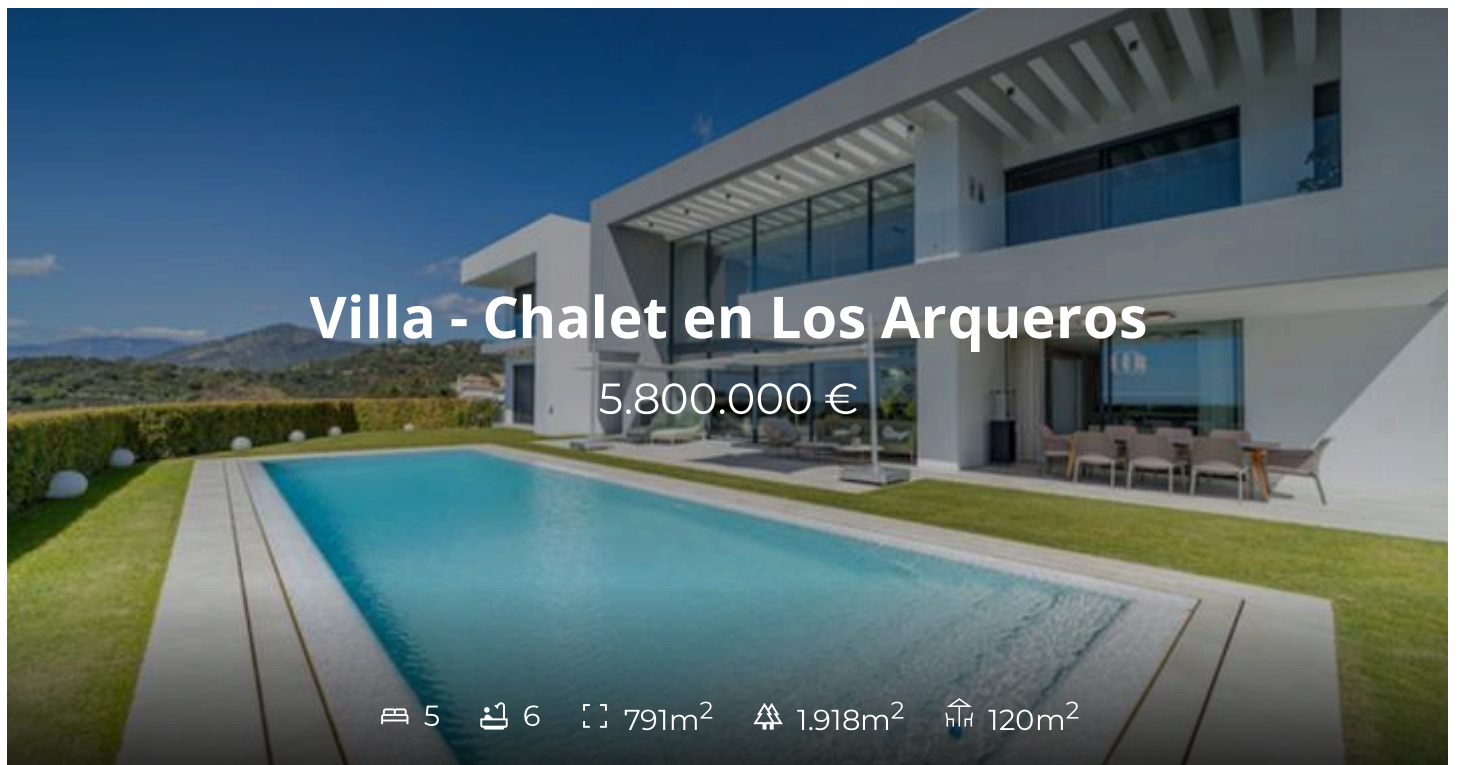 Villa - Chalet en Los Arqueros
5.800.000 €
5 6 791m² 1.918m² 120m²